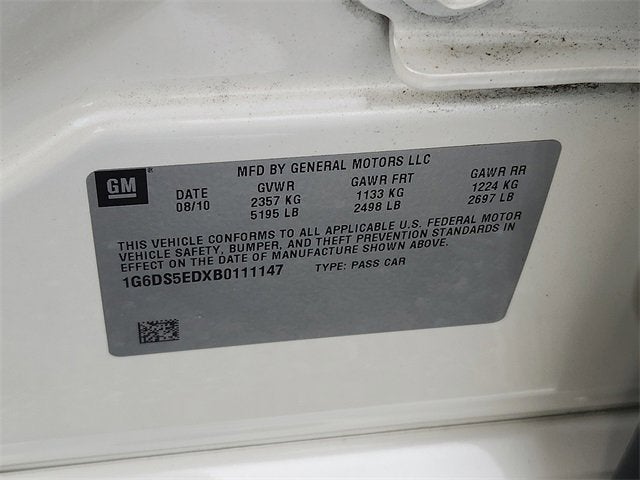 MFD BY GENERAL MOTORS LLC
GM®
DATE GVWR GAWR FRT GAWR RR
08/10 2357 KG 1133 KG 1224 KG
5195 LB 2498 LB 2697 LB
THIS VEHICLE CONFORMS TO ALL APPLICABLE U.S. FEDERAL MOTOR
VEHICLE SAFETY, BUMPER, AND THEFT PREVENTION STANDARDS IN
EFFECT ON THE DATE OF MANUFACTURE SHOWN ABOVE.
1G6DS5EDXB0111147 TYPE: PASS CAR